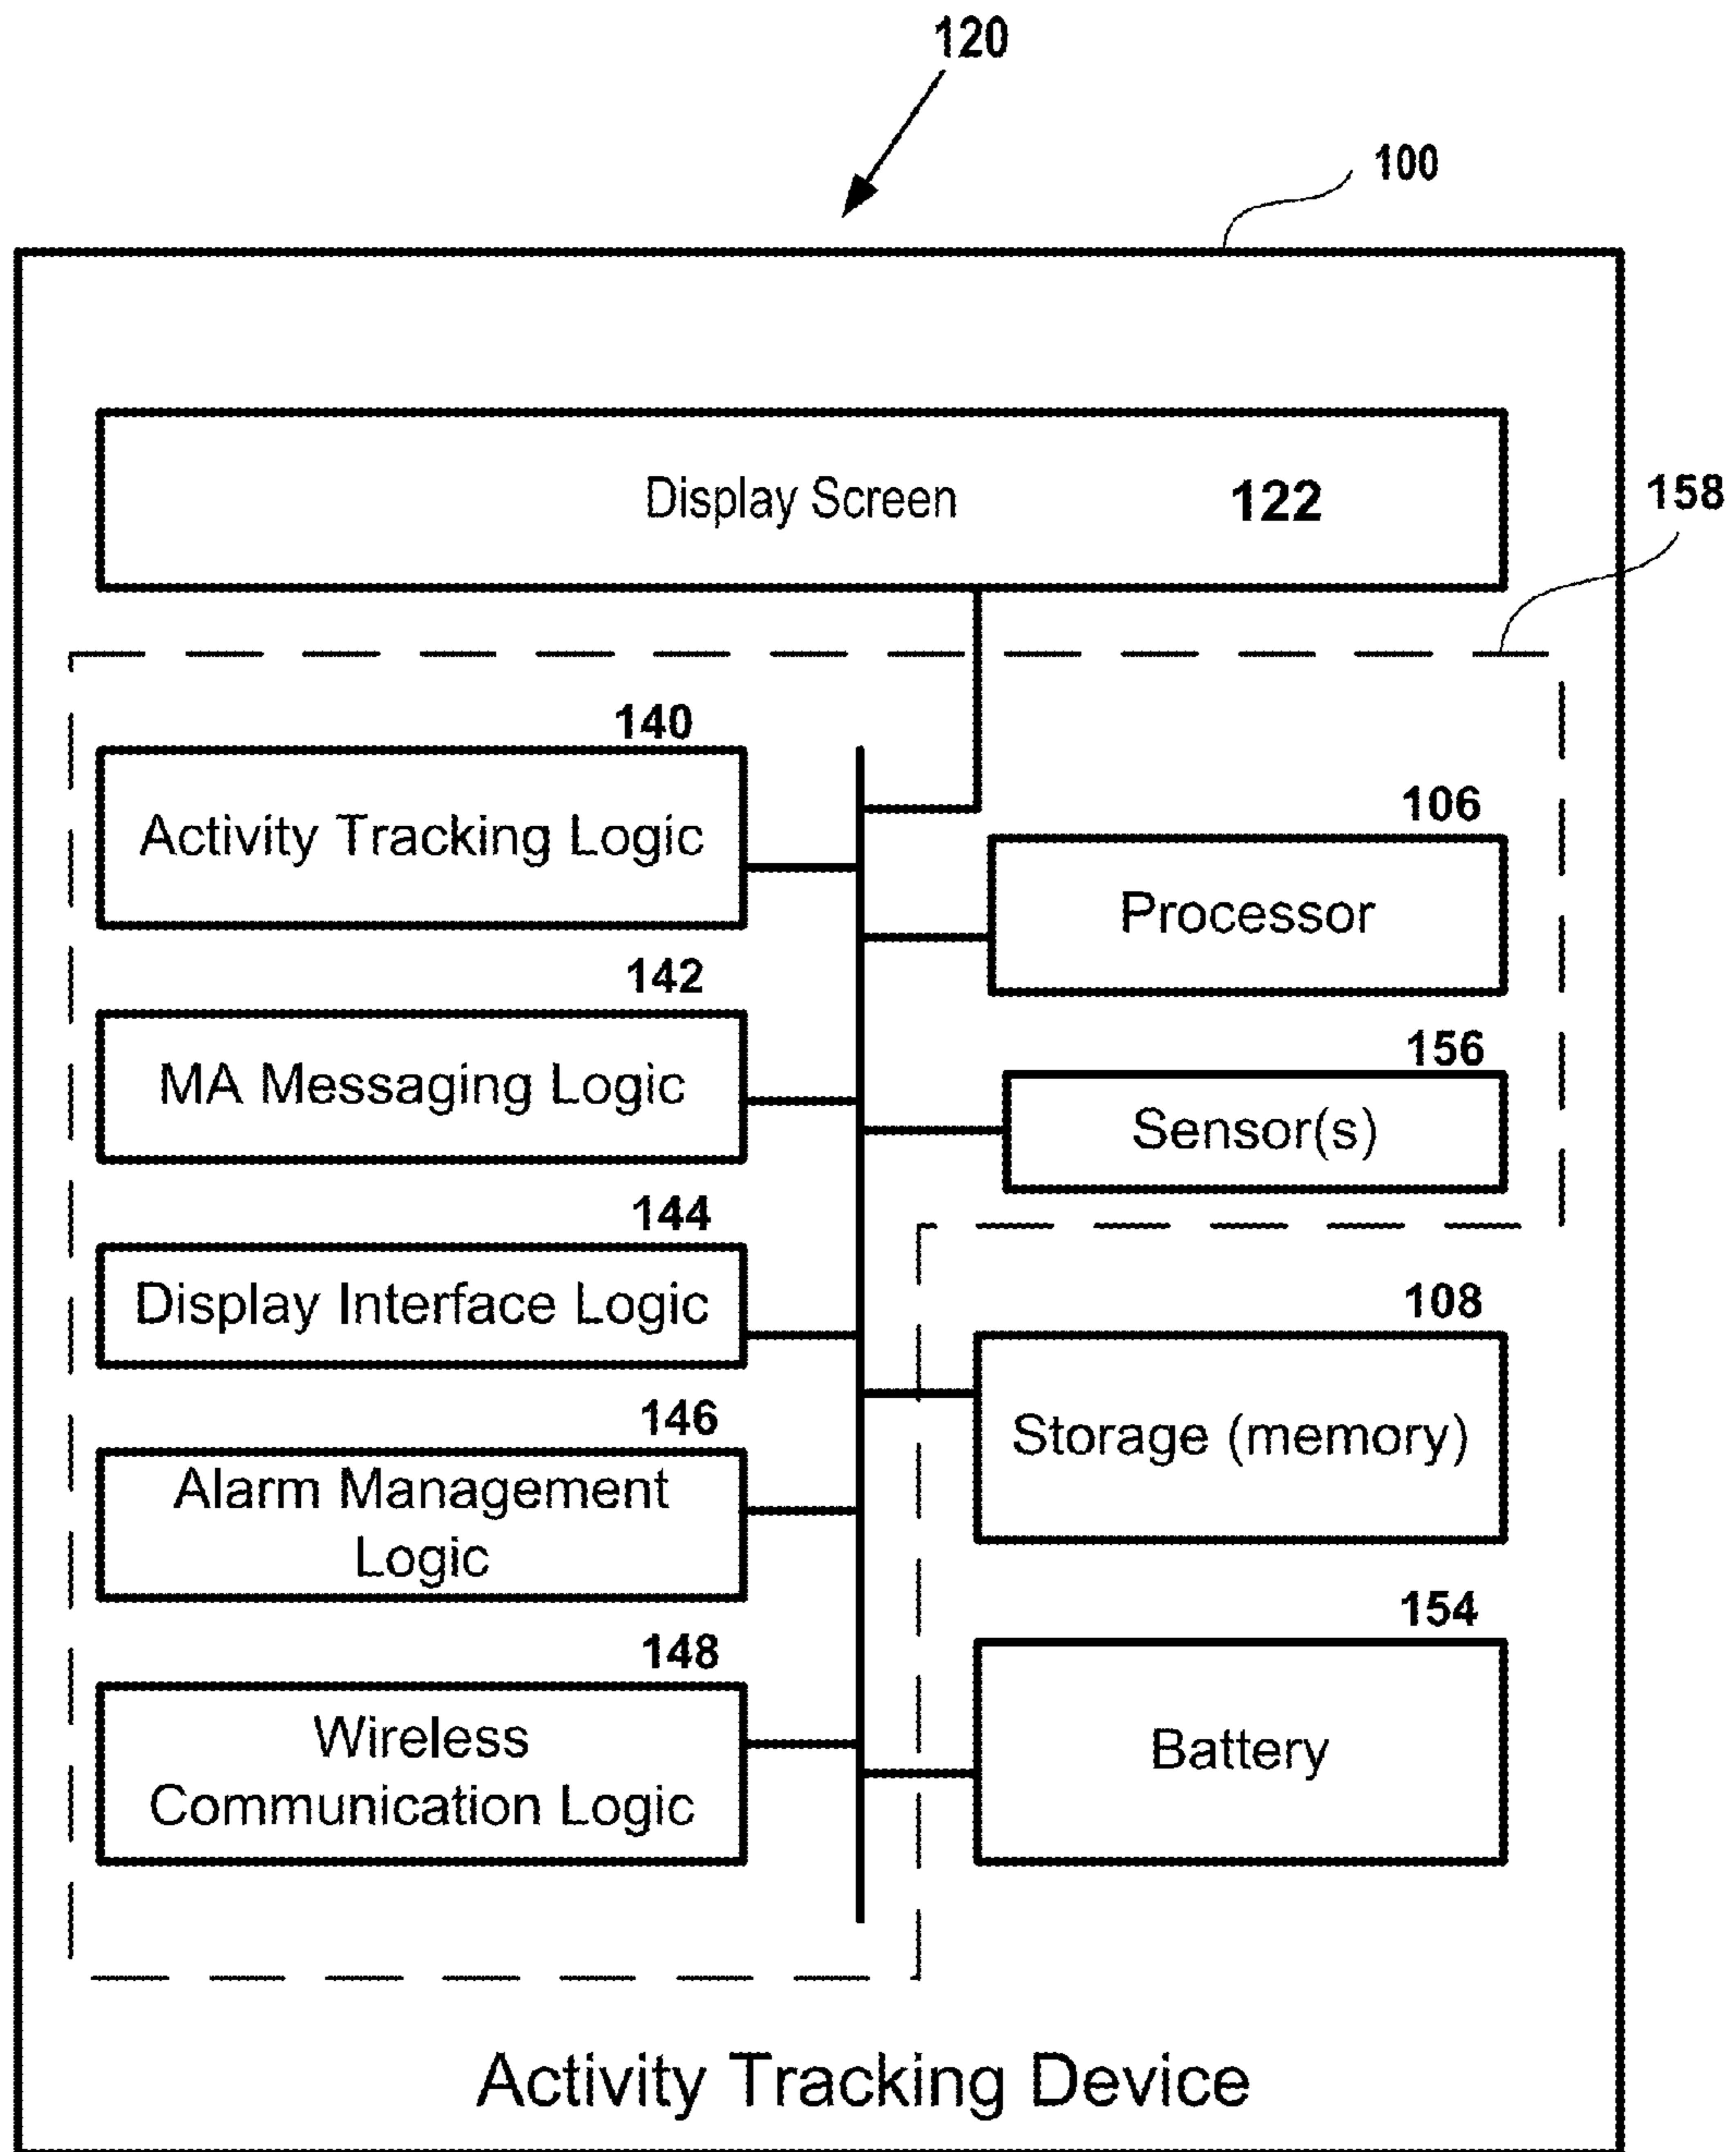 120
100
Display Screen 122
158
140
Activity Tracking Logic
106
Processor
142
MA Messaging Logic
156
Sensor(s)
144
Display Interface Logic
108
Storage (memory)
146
Alarm Management
Logic
154
Battery
148
Wireless
Communication Logic
Activity Tracking Device